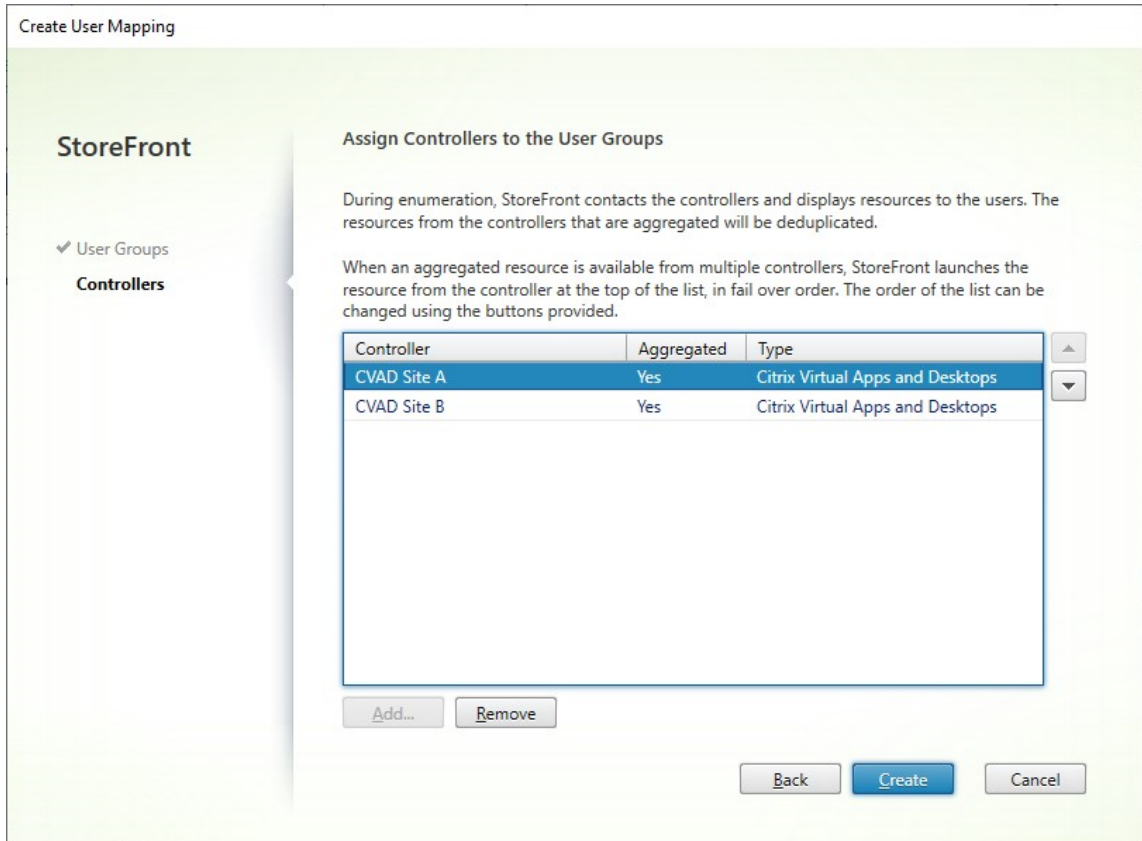 Create User Mapping
StoreFront
User Groups
Controllers
Assign Controllers to the User Groups
During enumeration, StoreFront contacts the controllers and displays resources to the users. The
resources from the controllers that are aggregated will be deduplicated.
When an aggregated resource is available from multiple controllers, StoreFront launches the
resource from the controller at the top of the list, in fail over order. The order of the list can be
changed using the buttons provided.
Controller Aggregated Type
CVAD Site A Yes Citrix Virtual Apps and Desktops
CVAD Site B Yes Citrix Virtual Apps and Desktops
Add... Remove
Back Create Cancel